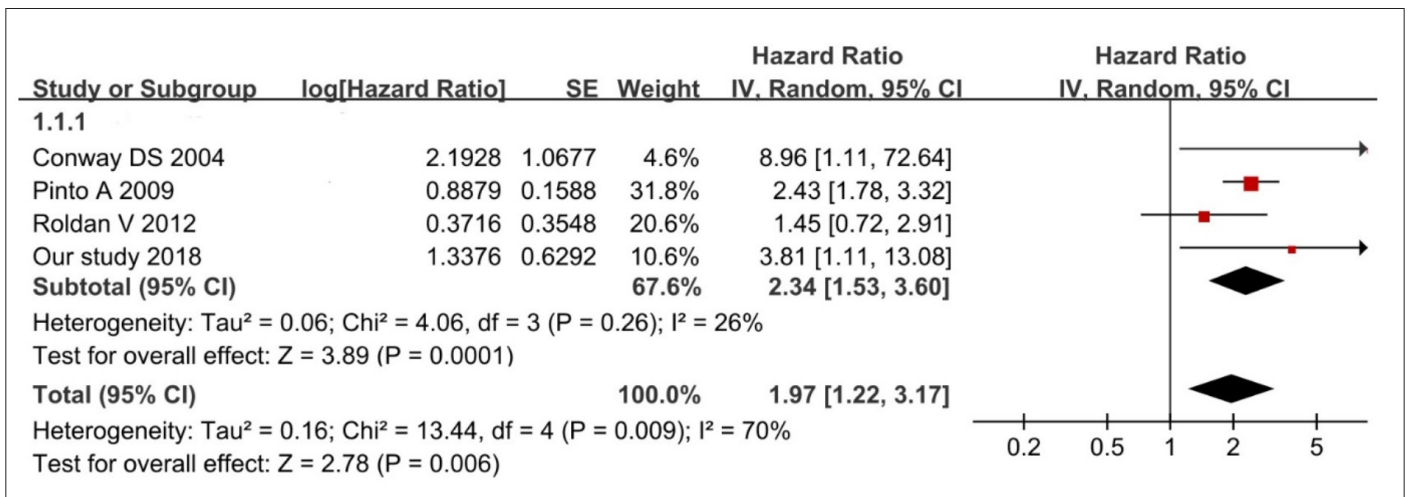 Hazard Ratio Hazard Ratio
Study or Subgroup log[Hazard Ratio] SE Weight IV, Random, 95% CI IV, Random, 95% CI
1.1.1
Conway DS 2004 2.1928 1.0677 4.6% 8.96 [1.11, 72.64]
Pinto A 2009 0.8879 0.1588 31.8% 2.43 [1.78, 3.32]
Roldan V 2012 0.3716 0.3548 20.6% 1.45 [0.72, 2.91]
Our study 2018 1.3376 0.6292 10.6% 3.81 [1.11, 13.08]
Subtotal (95% CI) 67.6% 2.34 [1.53, 3.60]
Heterogeneity: Tau² = 0.06; Chi² = 4.06, df = 3 (P = 0.26); I² = 26%
Test for overall effect: Z = 3.89 (P = 0.0001)
Total (95% CI) 100.0% 1.97 [1.22, 3.17]
Heterogeneity: Tau² = 0.16; Chi² = 13.44, df = 4 (P = 0.009); I² = 70%
Test for overall effect: Z = 2.78 (P = 0.006)
0.2 0.5 1 2 5